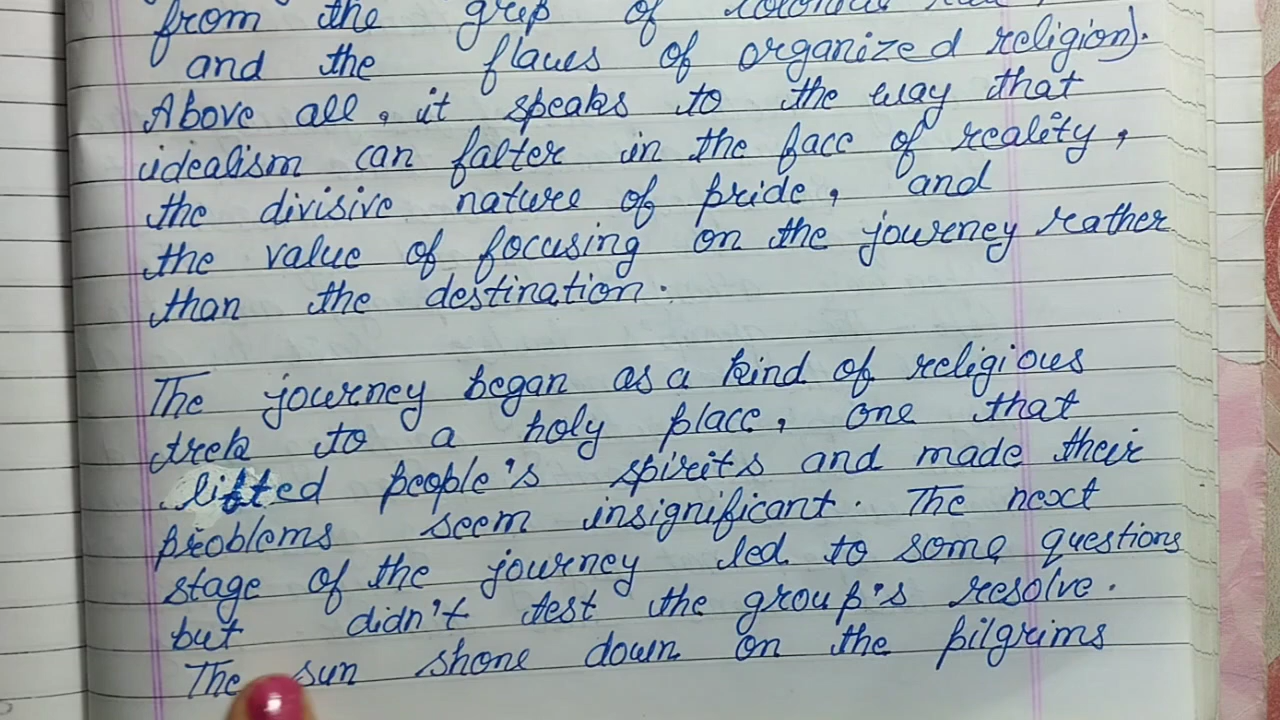 from the grip of
and the flaws of organized religion).
Above all, it speaks to the way that
idealism can falter in the face of reality,
the divisive nature of pride, and
the value of focusing on the journey rather
than the destination.
The journey began as a kind of religious
trek to a holy place, one that
lifted people's spirits and made their
problems seem insignificant. The next
stage of the journey led to some questions
but didn't test the group's resolve.
The sun shone down on the pilgrims